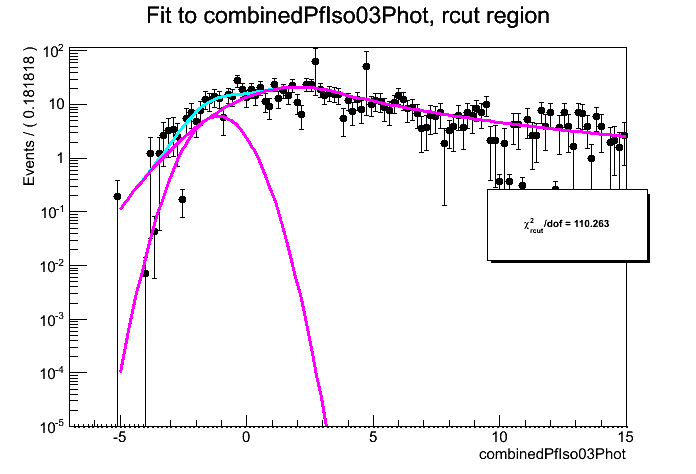 Fit to combinedPfIso03Phot, rcut region
Events / ( 0.181818 )
10²
10
1
10⁻¹
10⁻²
10⁻³
10⁻⁴
10⁻⁵
χ²rcut/dof = 110.263
-5 0 5 10 15
combinedPfIso03Phot